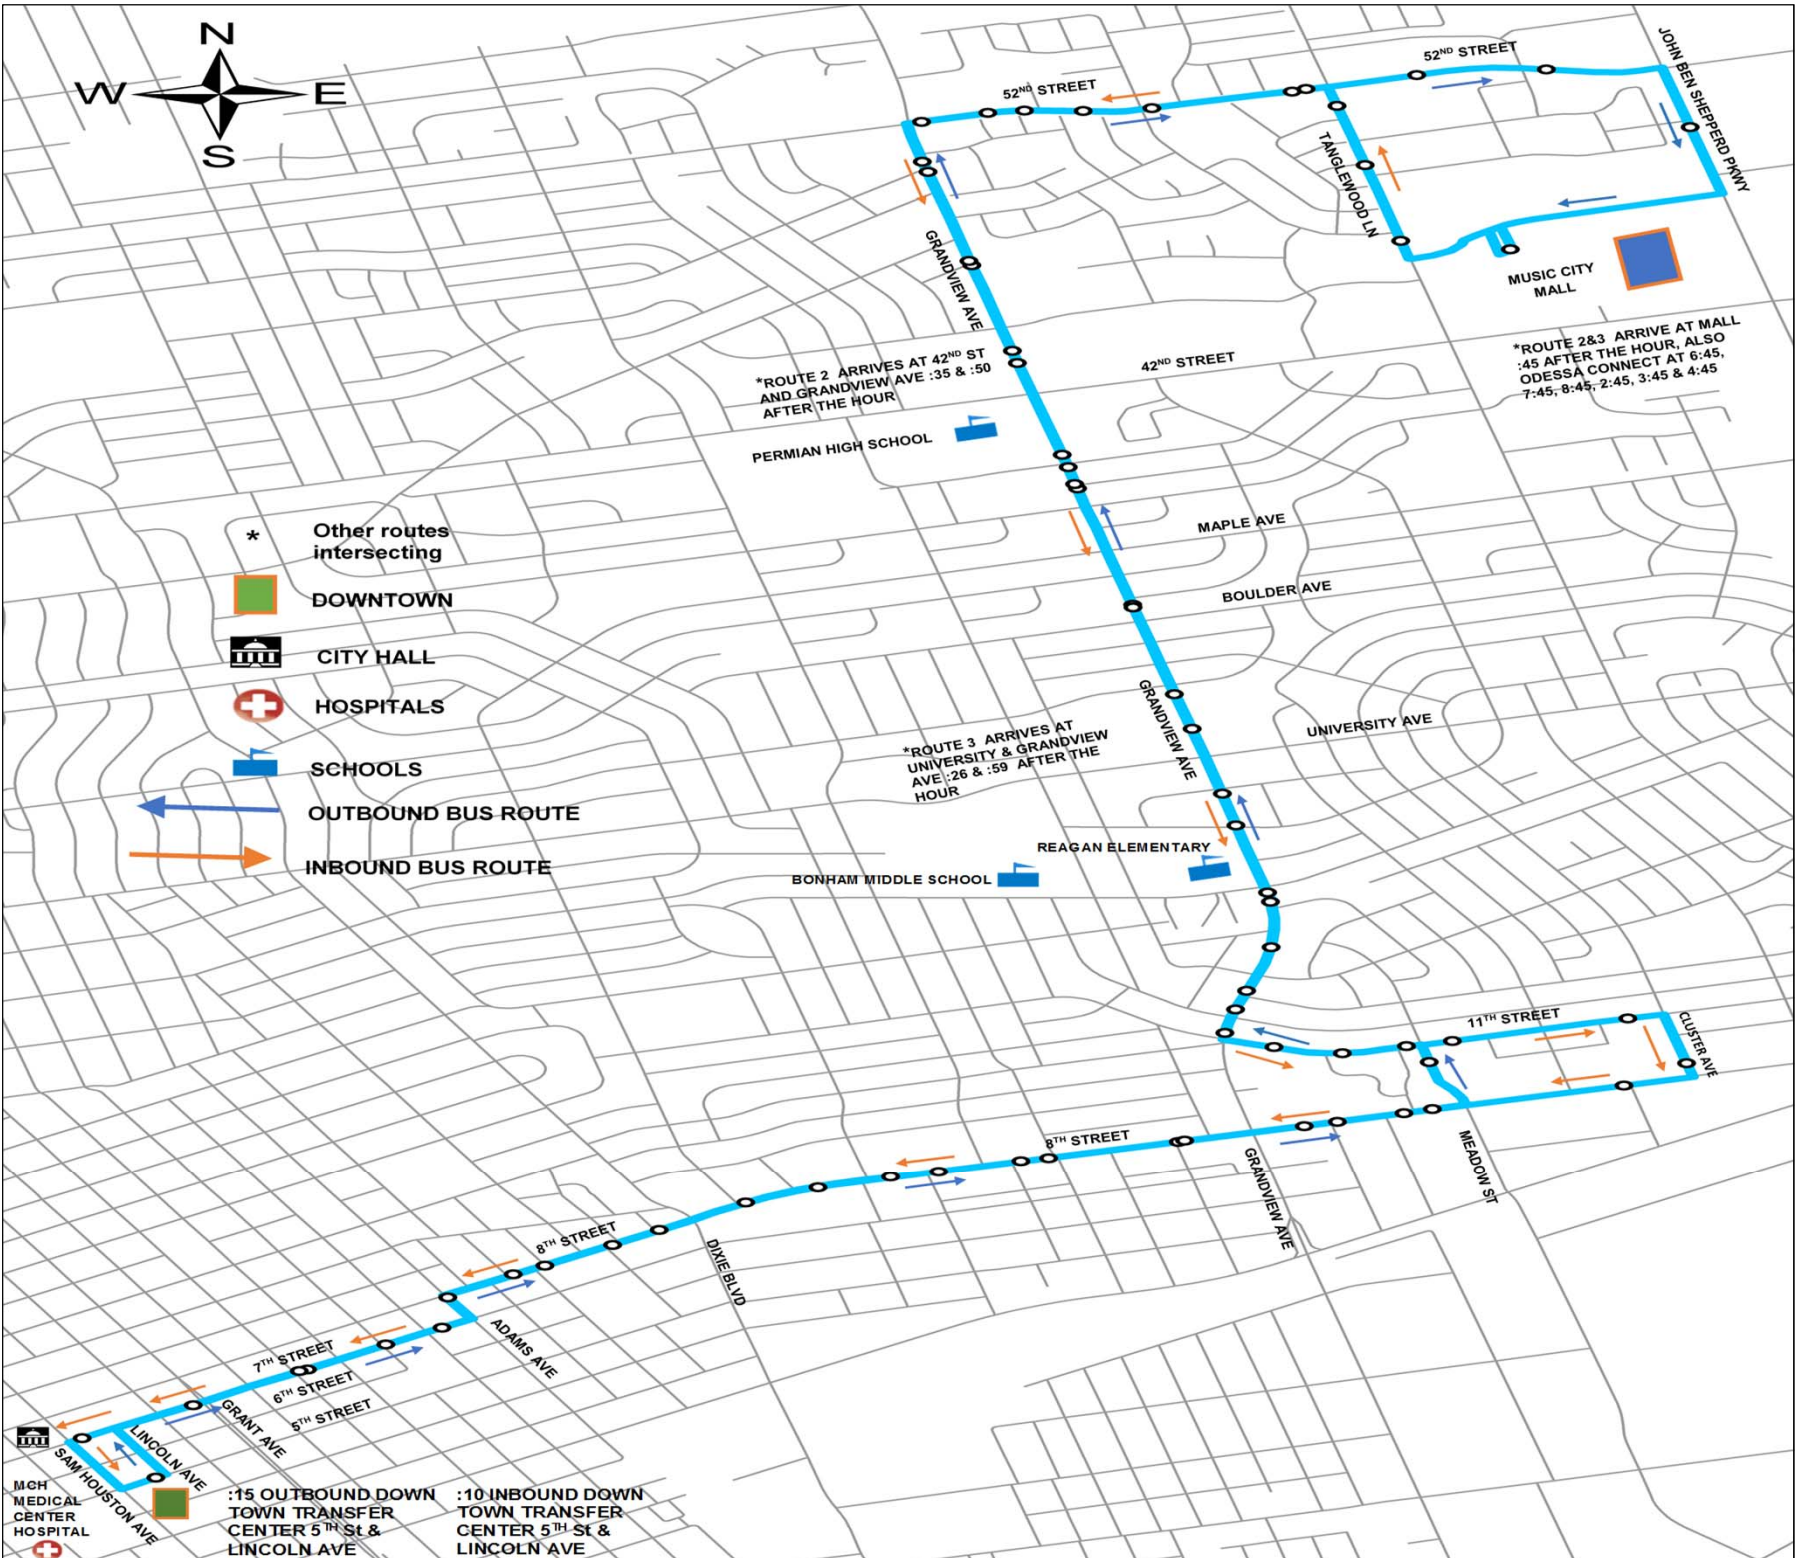 N
W E
S
52ND STREET
52ND STREET
JOHN BEN SHEPPERD PKWY
TANGLEWOOD LN
GRANDVIEW AVE
MUSIC CITY
MALL
*ROUTE 2&3 ARRIVE AT MALL
:45 AFTER THE HOUR, ALSO
ODESSA CONNECT AT 6:45,
7:45, 8:45, 2:45, 3:45 & 4:45
*ROUTE 2 ARRIVES AT 42ND ST
AND GRANDVIEW AVE :35 & :50
AFTER THE HOUR
42ND STREET
PERMIAN HIGH SCHOOL
MAPLE AVE
BOULDER AVE
* Other routes
intersecting
DOWNTOWN
CITY HALL
HOSPITALS
SCHOOLS
OUTBOUND BUS ROUTE
INBOUND BUS ROUTE
GRANDVIEW AVE
UNIVERSITY AVE
*ROUTE 3 ARRIVES AT
UNIVERSITY & GRANDVIEW
AVE :26 & :59 AFTER THE
HOUR
REAGAN ELEMENTARY
BONHAM MIDDLE SCHOOL
11TH STREET
CLUSTER AVE
8TH STREET
GRANDVIEW AVE
MEADOW ST
8TH STREET
DIXIE BLVD
ADAMS AVE
7TH STREET
6TH STREET
5TH STREET
GRANT AVE
LINCOLN AVE
SAM HOUSTON AVE
MCH
MEDICAL
CENTER
HOSPITAL
:15 OUTBOUND DOWN
TOWN TRANSFER
CENTER 5TH St &
LINCOLN AVE
:10 INBOUND DOWN
TOWN TRANSFER
CENTER 5TH St &
LINCOLN AVE